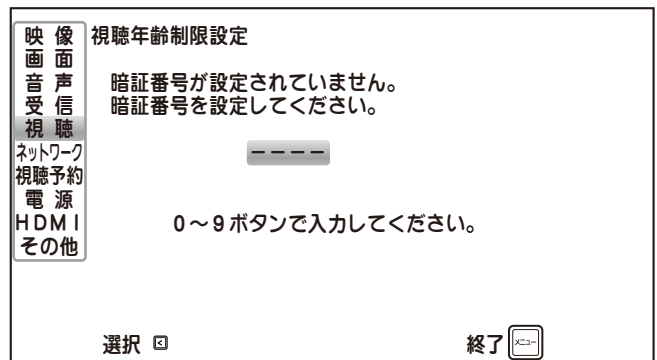 視聴年齢制限設定
映 像
画 面
音 声
受 信
視 聴
ネットワーク
視聴予約
電 源
HDMI
その他
暗証番号が設定されていません。
暗証番号を設定してください。
----
0～9ボタンで入力してください。
選択 <
終了 メニュー